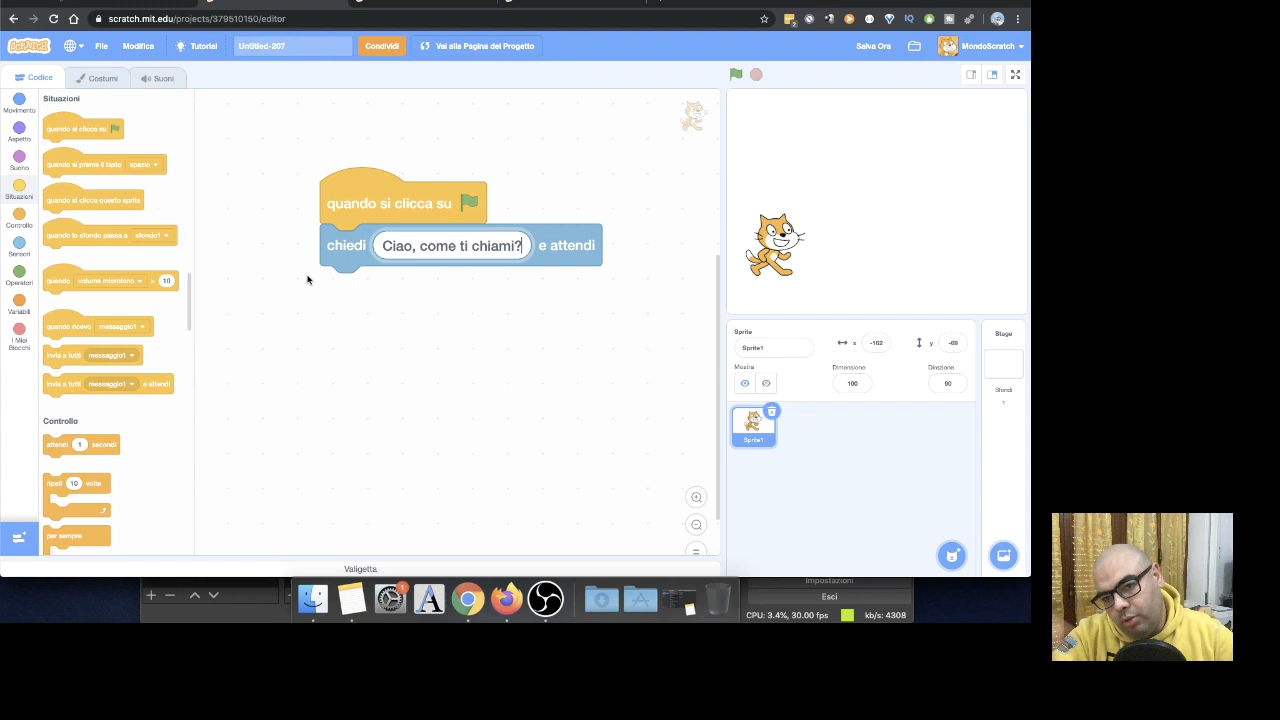 scratch.mit.edu/projects/379510150/editor
SCRATCH
File
Modifica
Tutorial
Untitled-207
Condividi
Vai alla Pagina del Progetto
Salva Ora
MondoScratch
Codice
Costumi
Suoni
Movimento
Aspetto
Suono
Situazioni
Controllo
Sensori
Operatori
Variabili
I Miei
Blocchi
Situazioni
quando si clicca su
quando si preme il tasto spazio
quando si clicca questo sprite
quando lo sfondo passa a sfondo1
quando volume microfono > 10
quando ricevo messaggio1
invia a tutti messaggio1
invia a tutti messaggio1 e attendi
Controllo
attendi 1 secondi
ripeti 10 volte
per sempre
quando si clicca su
chiedi Ciao, come ti chiami? e attendi
Valigetta
Sprite
Sprite1
x -162
y -69
Mostra
Dimensione
100
Direzione
90
Sprite1
Stage
Sfondi
1
Impostazioni
Esci
CPU: 3.4%, 30.00 fps
kb/s: 4308